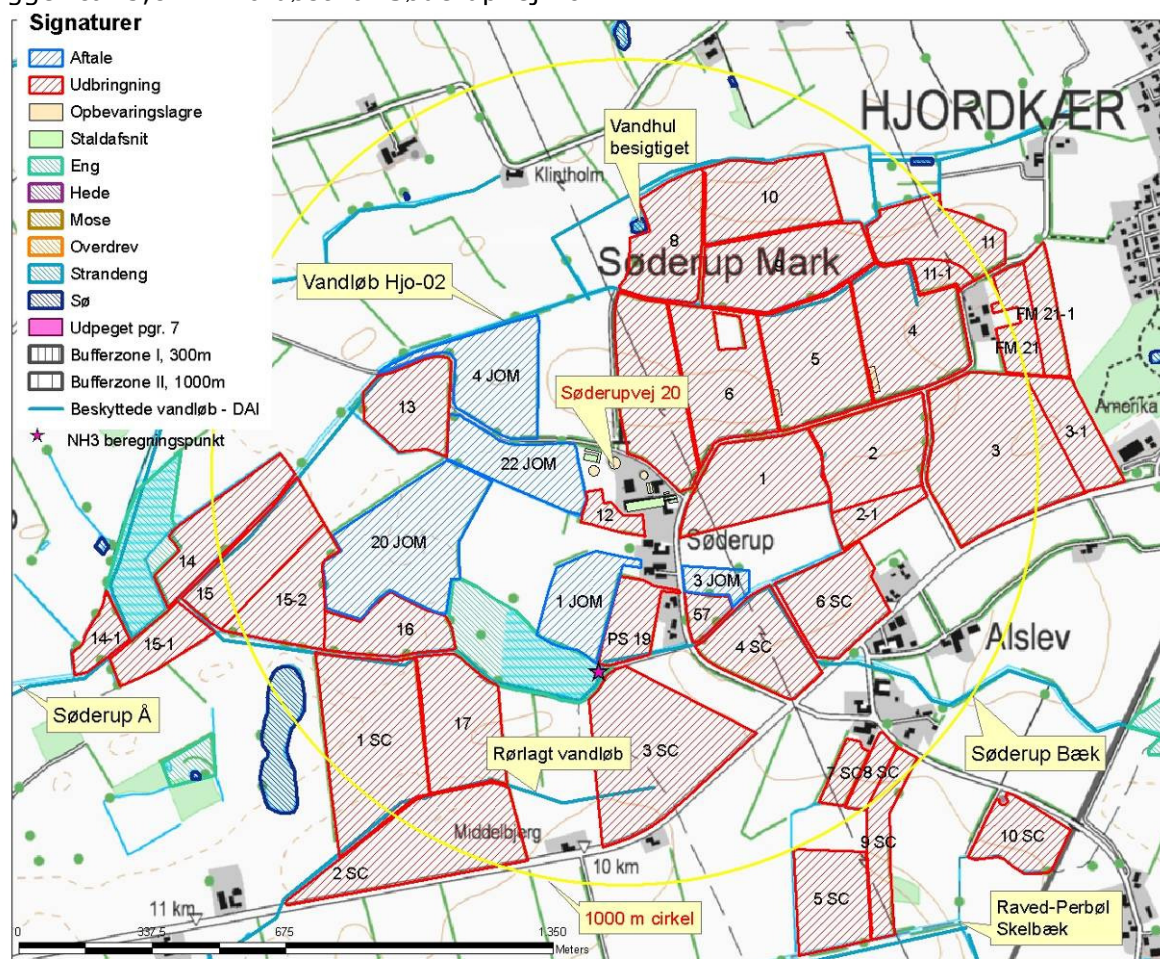 Signaturer
Aftale
Udbringning
Opbevaringslagre
Staldafsnit
Eng
Hede
Mose
Overdrev
Strandeng
Sø
Udpeget pgr. 7
Bufferzone I, 300m
Bufferzone II, 1000m
Beskyttede vandløb - DAI
NH3 beregningspunkt
HJORDKÆR
Vandhul
besigtiget
Klintholm
10
8
11
9
Søderup Mark
11-1
Vandløb Hjo-02
FM 21-1
4
5
FM 21
4 JOM
Søderupvej 20
6
13
Amerika
3-1
3
2
22 JOM
1
12
2-1
20 JOM
Søderup
14
3 JOM
15
15-2
1 JOM
6 SC
57
16
14-1
15-1
PS 19
4 SC
Alslev
Søderup Å
17
1 SC
3 SC
Rørlagt vandløb
Søderup Bæk
7 SC
8 SC
Middelbjerg
9 SC
10 SC
10 km
2 SC
5 SC
11 km
1000 m cirkel
Raved-Perbøl
Skelbæk
0
337,5
675
1.350
Meters